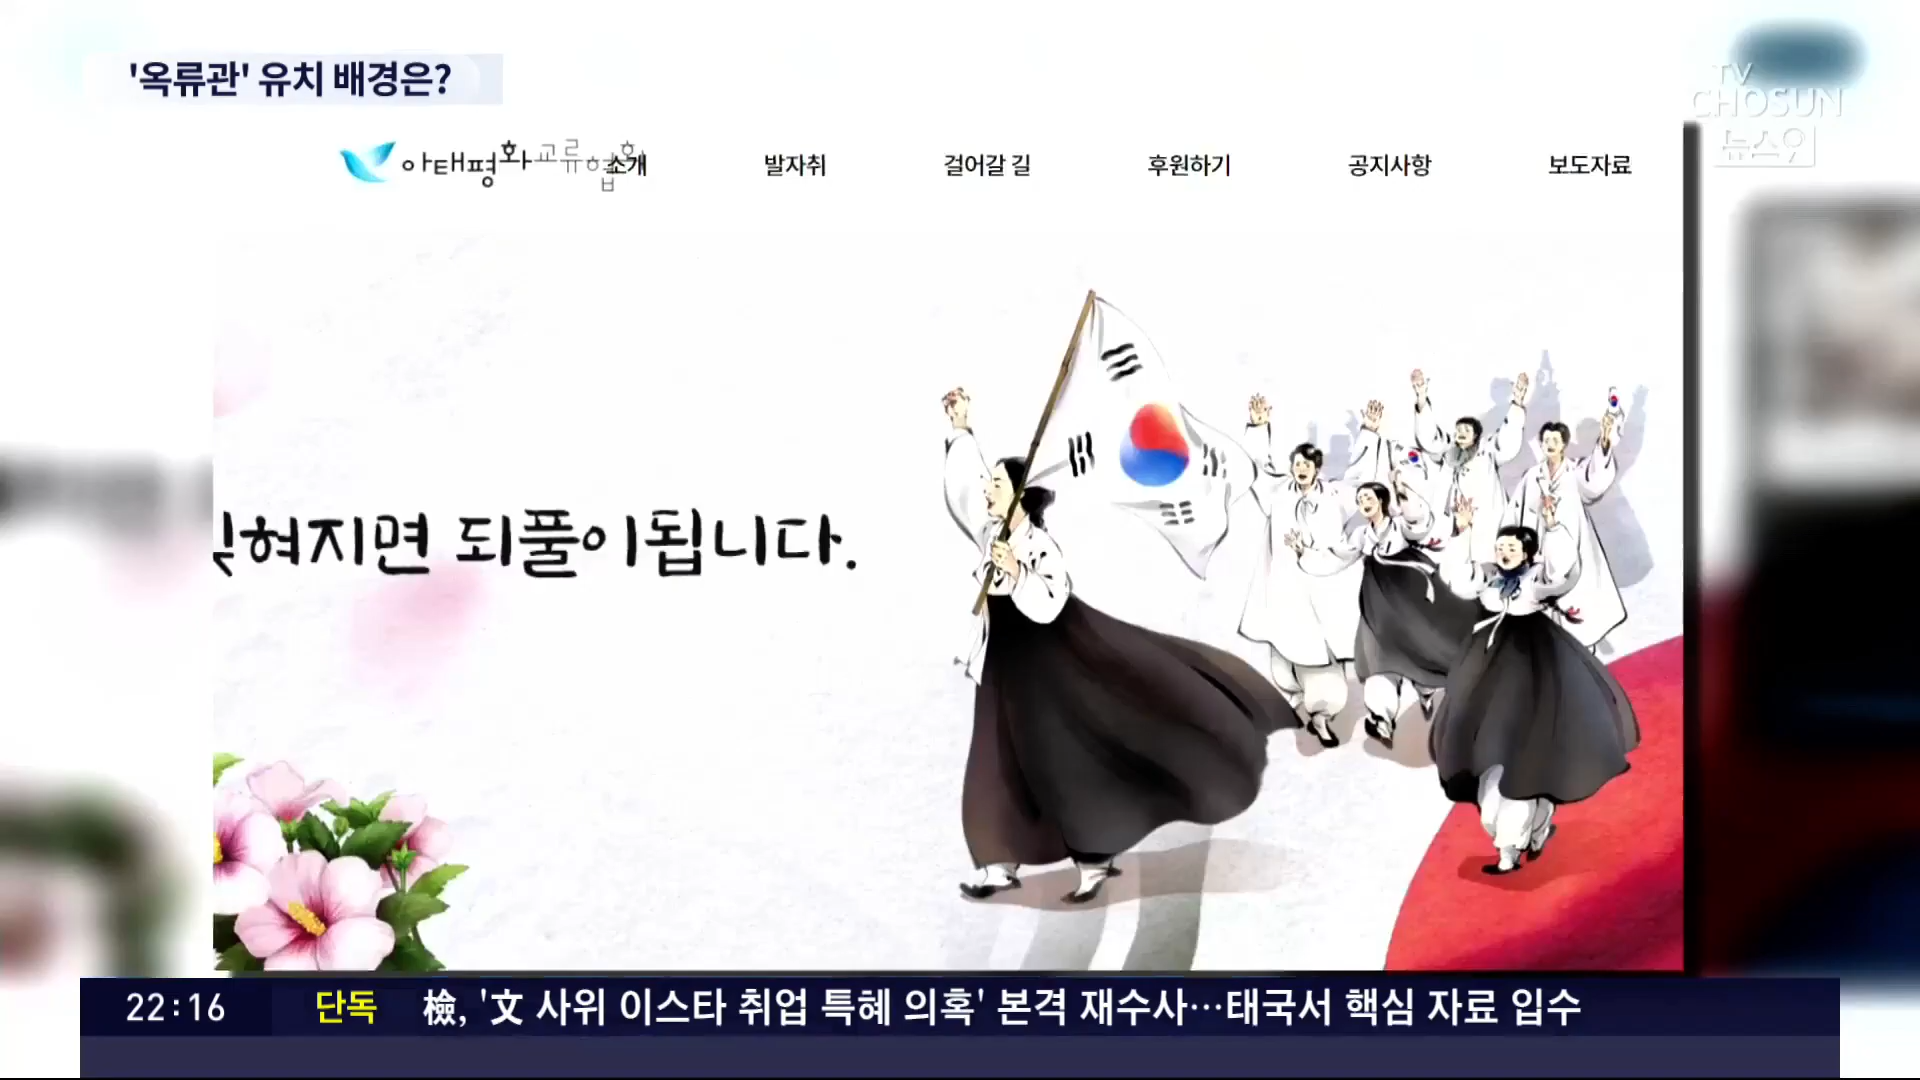 '옥류관' 유치 배경은?
TV
CHOSUN
뉴스9
아태평화교류협회
소개 발자취 걸어갈 길 후원하기 공지사항 보도자료
잊혀지면 되풀이됩니다.
22:16 단독 檢, '文 사위 이스타 취업 특혜 의혹' 본격 재수사…태국서 핵심 자료 입수